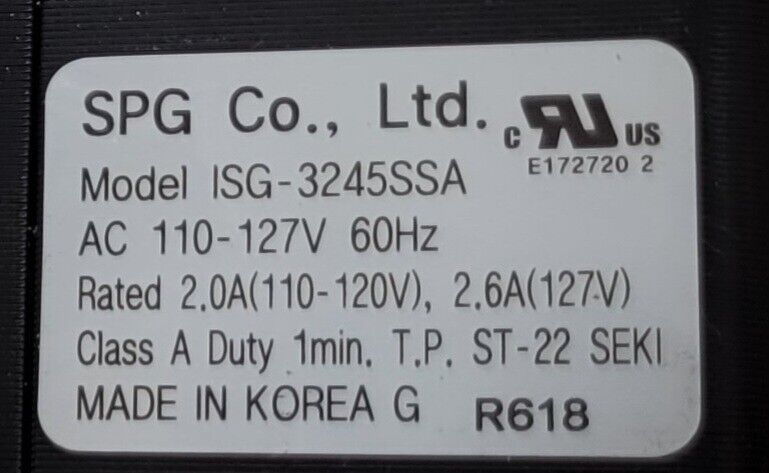 SPG Co., Ltd.
c RU US
E172720 2
Model ISG-3245SSA
AC 110-127V 60Hz
Rated 2.0A(110-120V), 2.6A(127V)
Class A Duty 1min. T.P. ST-22 SEKI
MADE IN KOREA G R618